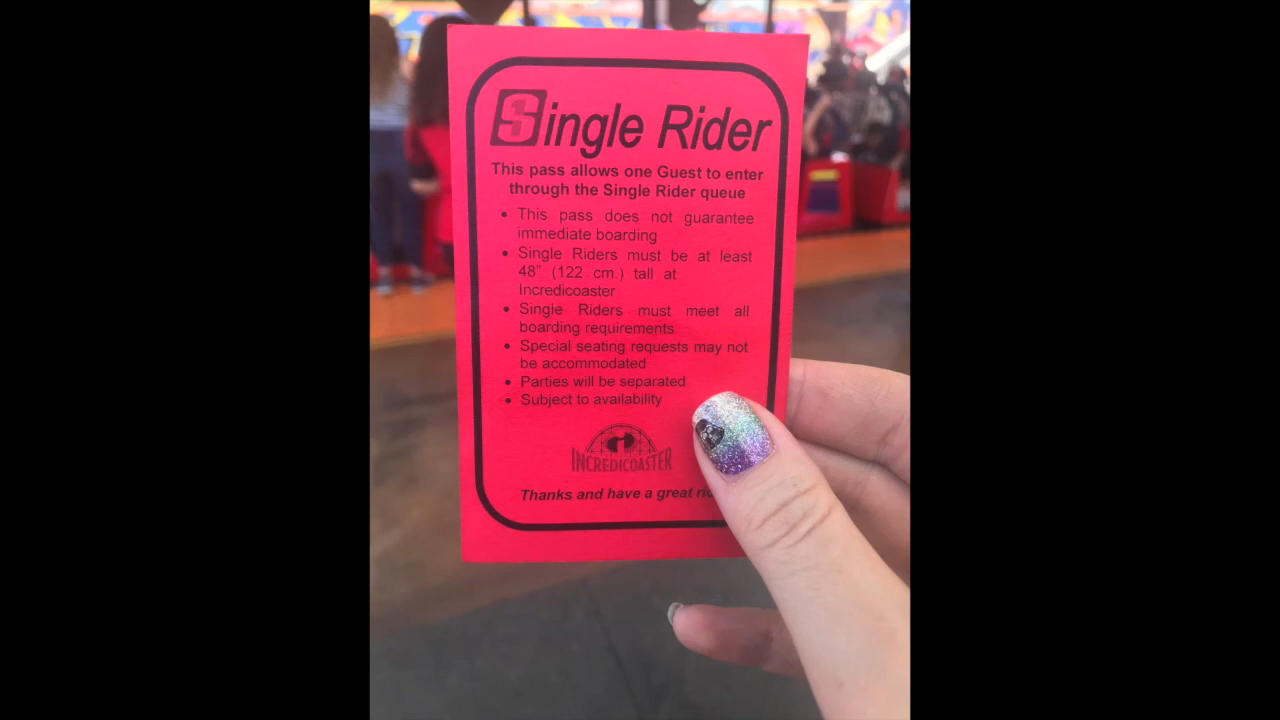 Single Rider
This pass allows one Guest to enter
through the Single Rider queue
• This pass does not guarantee
immediate boarding
• Single Riders must be at least
48" (122 cm.) tall at
Incredicoaster
• Single Riders must meet all
boarding requirements
• Special seating requests may not
be accommodated
• Parties will be separated
• Subject to availability
INCREDICOASTER
Thanks and have a great